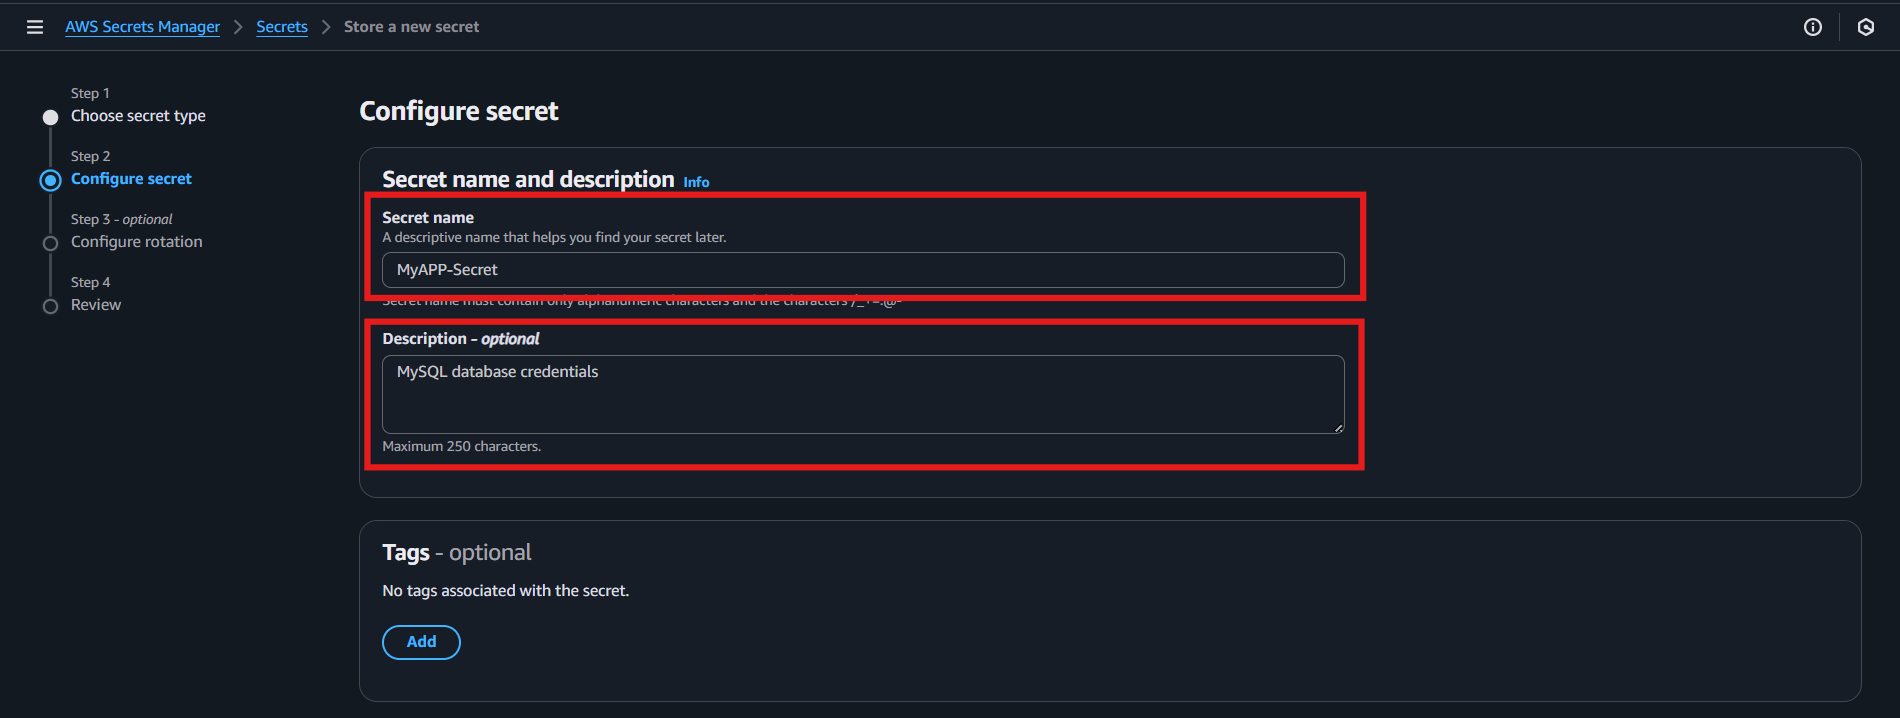 AWS Secrets Manager > Secrets > Store a new secret
Step 1
Choose secret type
Step 2
Configure secret
Step 3 - optional
Configure rotation
Step 4
Review
Configure secret
Secret name and description Info
Secret name
A descriptive name that helps you find your secret later.
MyAPP-Secret
Secret name must contain only alphanumeric characters and the characters /_+=.@-
Description - optional
MySQL database credentials
Maximum 250 characters.
Tags - optional
No tags associated with the secret.
Add